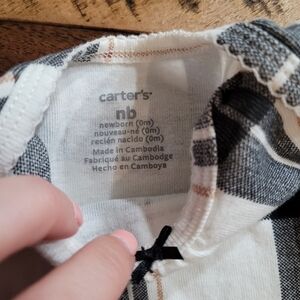 carter's
nb
newborn (0m)
nouveau-né (0m)
recién nacido (0m)
Made in Cambodia
Fabriqué au Cambodge
Hecho en Camboya